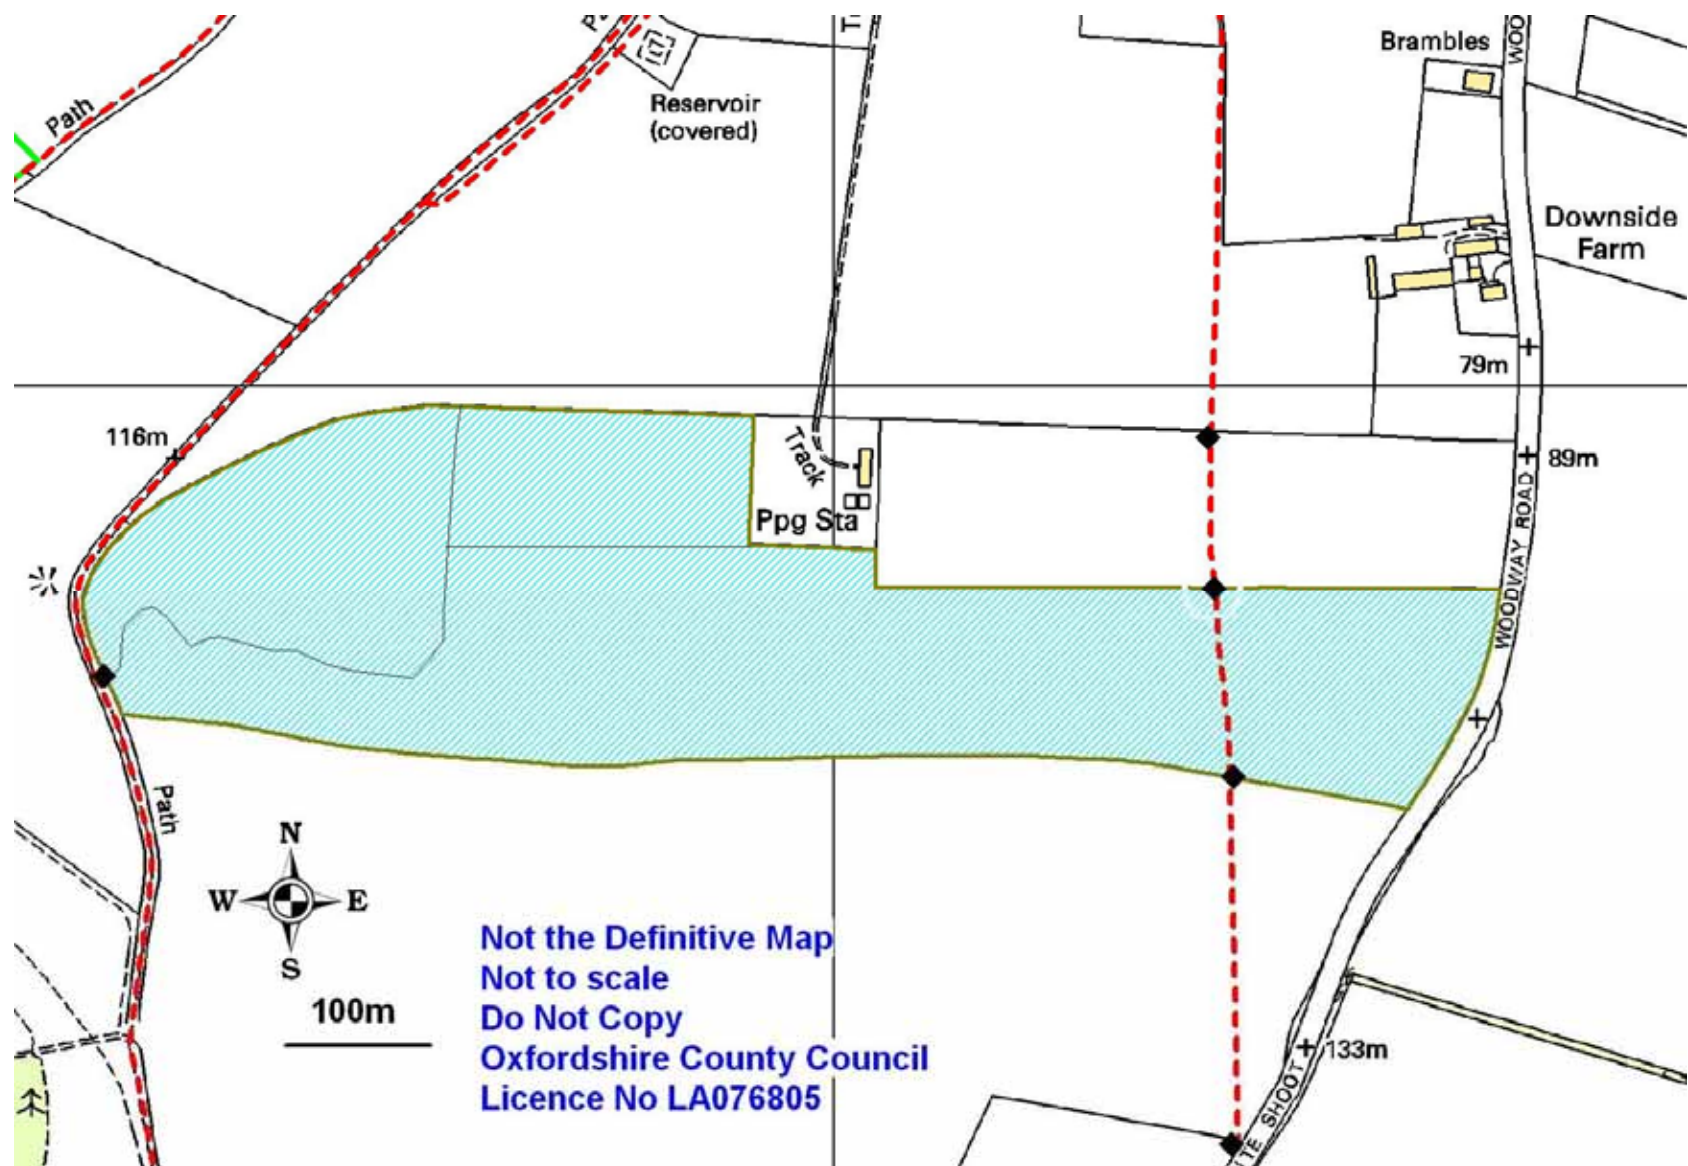 Path
Reservoir
(covered)
Brambles
Downside
Farm
79m
116m
Track
89m
Ppg Sta
WOODWAY ROAD
Path
N
W
E
S
100m
Not the Definitive Map
Not to scale
Do Not Copy
Oxfordshire County Council
Licence No LA076805
133m
SHOOT